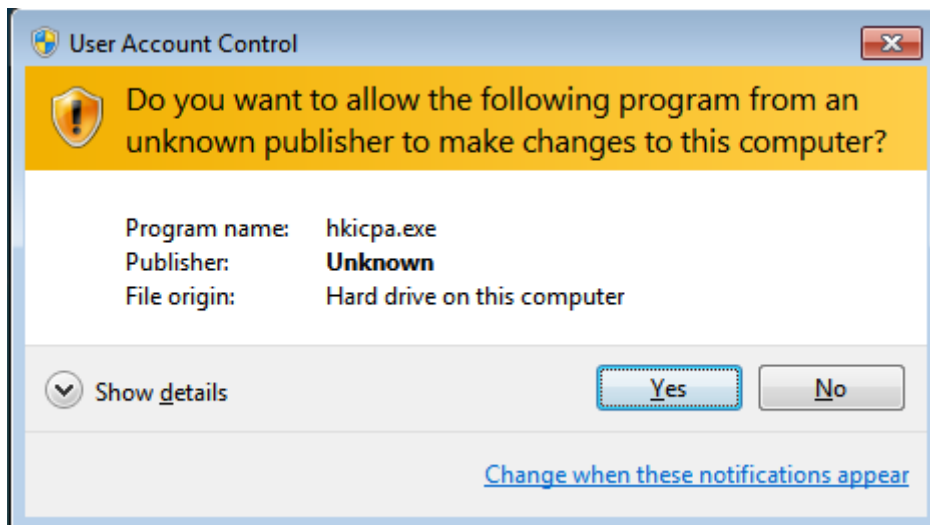 User Account Control
Do you want to allow the following program from an
unknown publisher to make changes to this computer?
Program name: hkicpa.exe
Publisher: Unknown
File origin: Hard drive on this computer
Show details
Yes
No
Change when these notifications appear